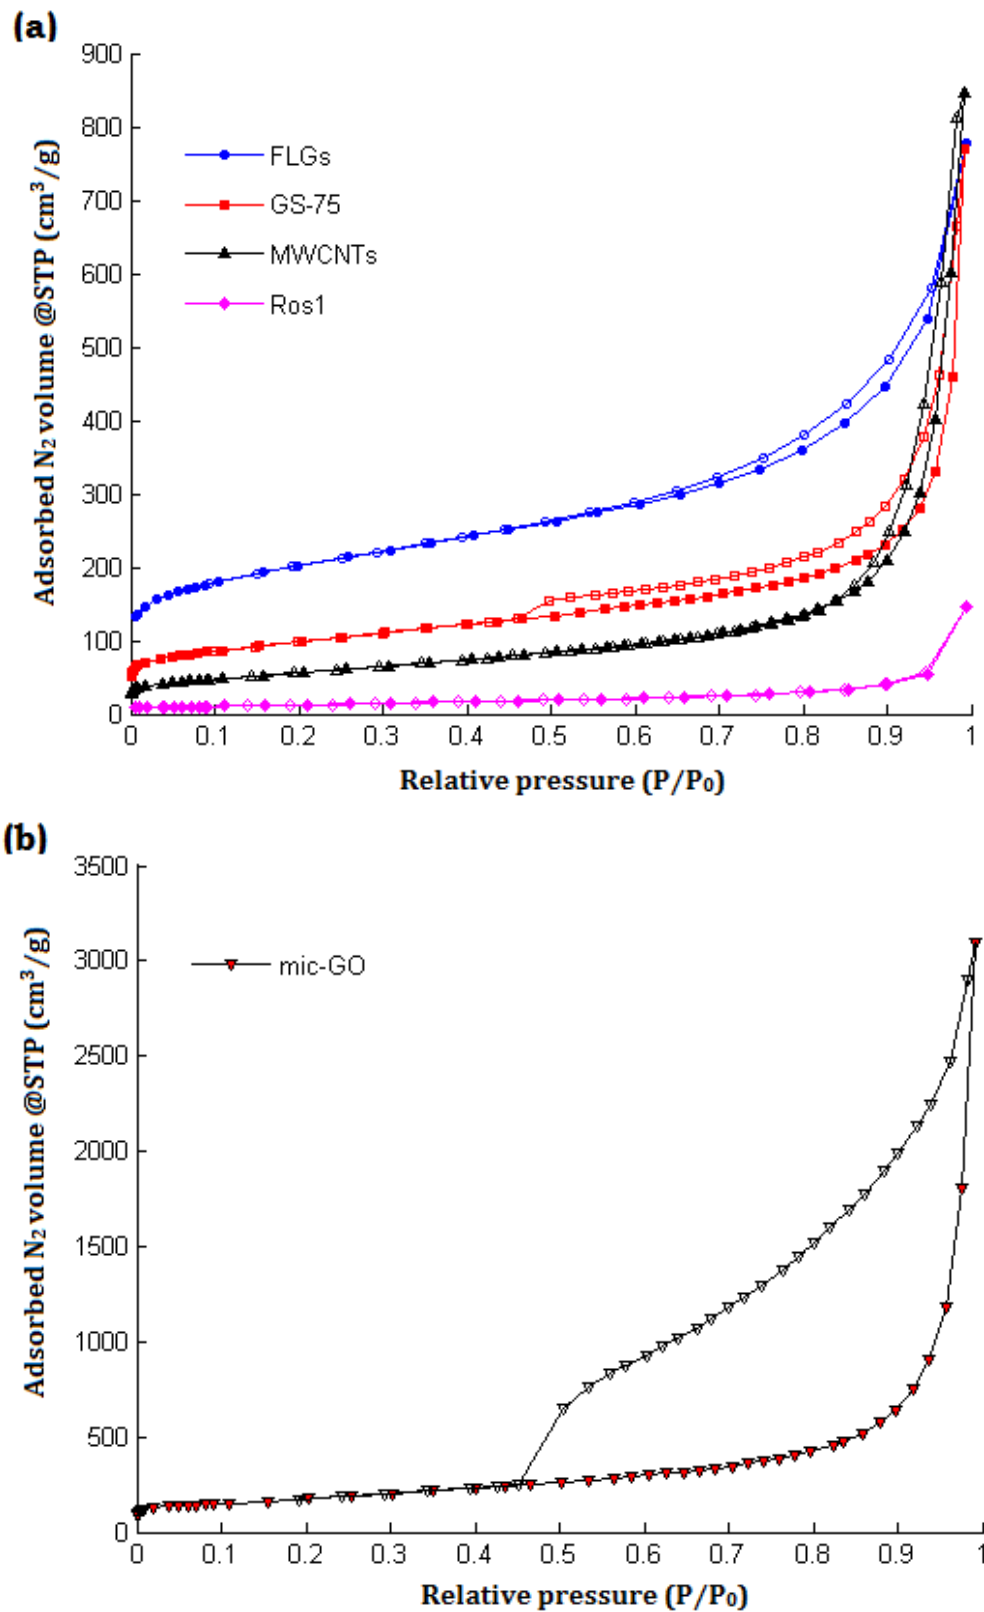 (a)
Adsorbed N₂ volume @STP (cm³/g)
900
800
700
600
500
400
300
200
100
0
FLGs
GS-75
MWCNTs
Ros1
0 0.1 0.2 0.3 0.4 0.5 0.6 0.7 0.8 0.9 1
Relative pressure (P/P₀)
(b)
Adsorbed N₂ volume @STP (cm³/g)
3500
3000
2500
2000
1500
1000
500
0
mic-GO
0 0.1 0.2 0.3 0.4 0.5 0.6 0.7 0.8 0.9 1
Relative pressure (P/P₀)